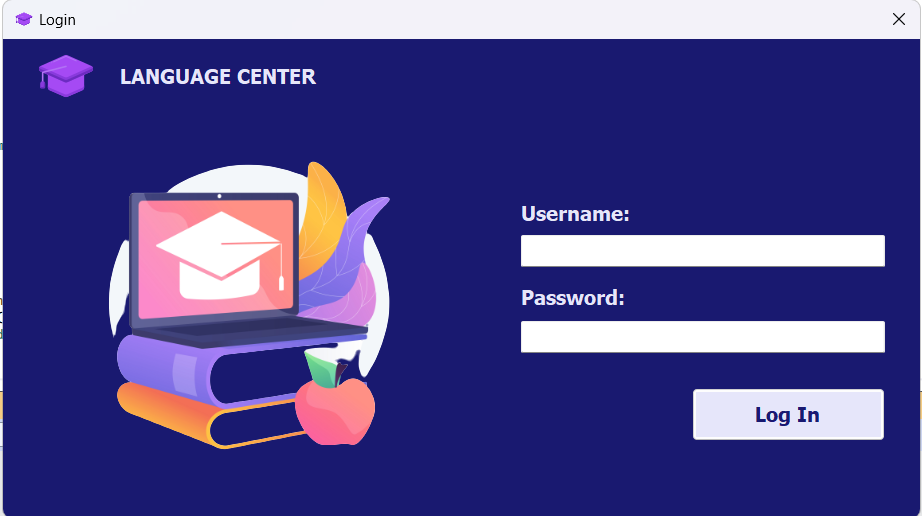 Login
LANGUAGE CENTER
Username:
Password:
Log In